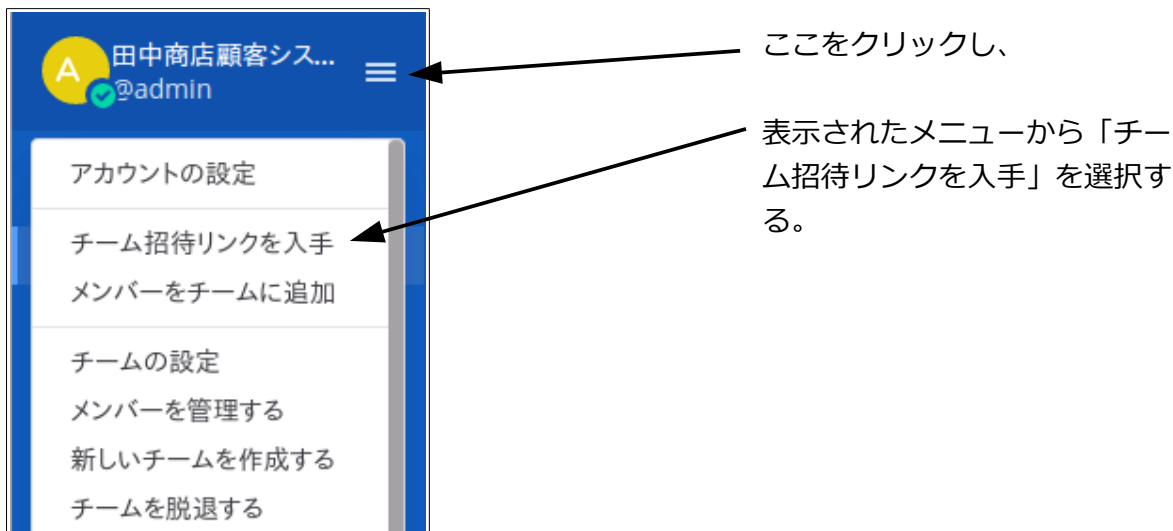 A
田中商店顧客シス...
@admin
アカウントの設定
チーム招待リンクを入手
メンバーをチームに追加
チームの設定
メンバーを管理する
新しいチームを作成する
チームを脱退する
ここをクリックし、
表示されたメニューから「チー
ム招待リンクを入手」を選択す
る。